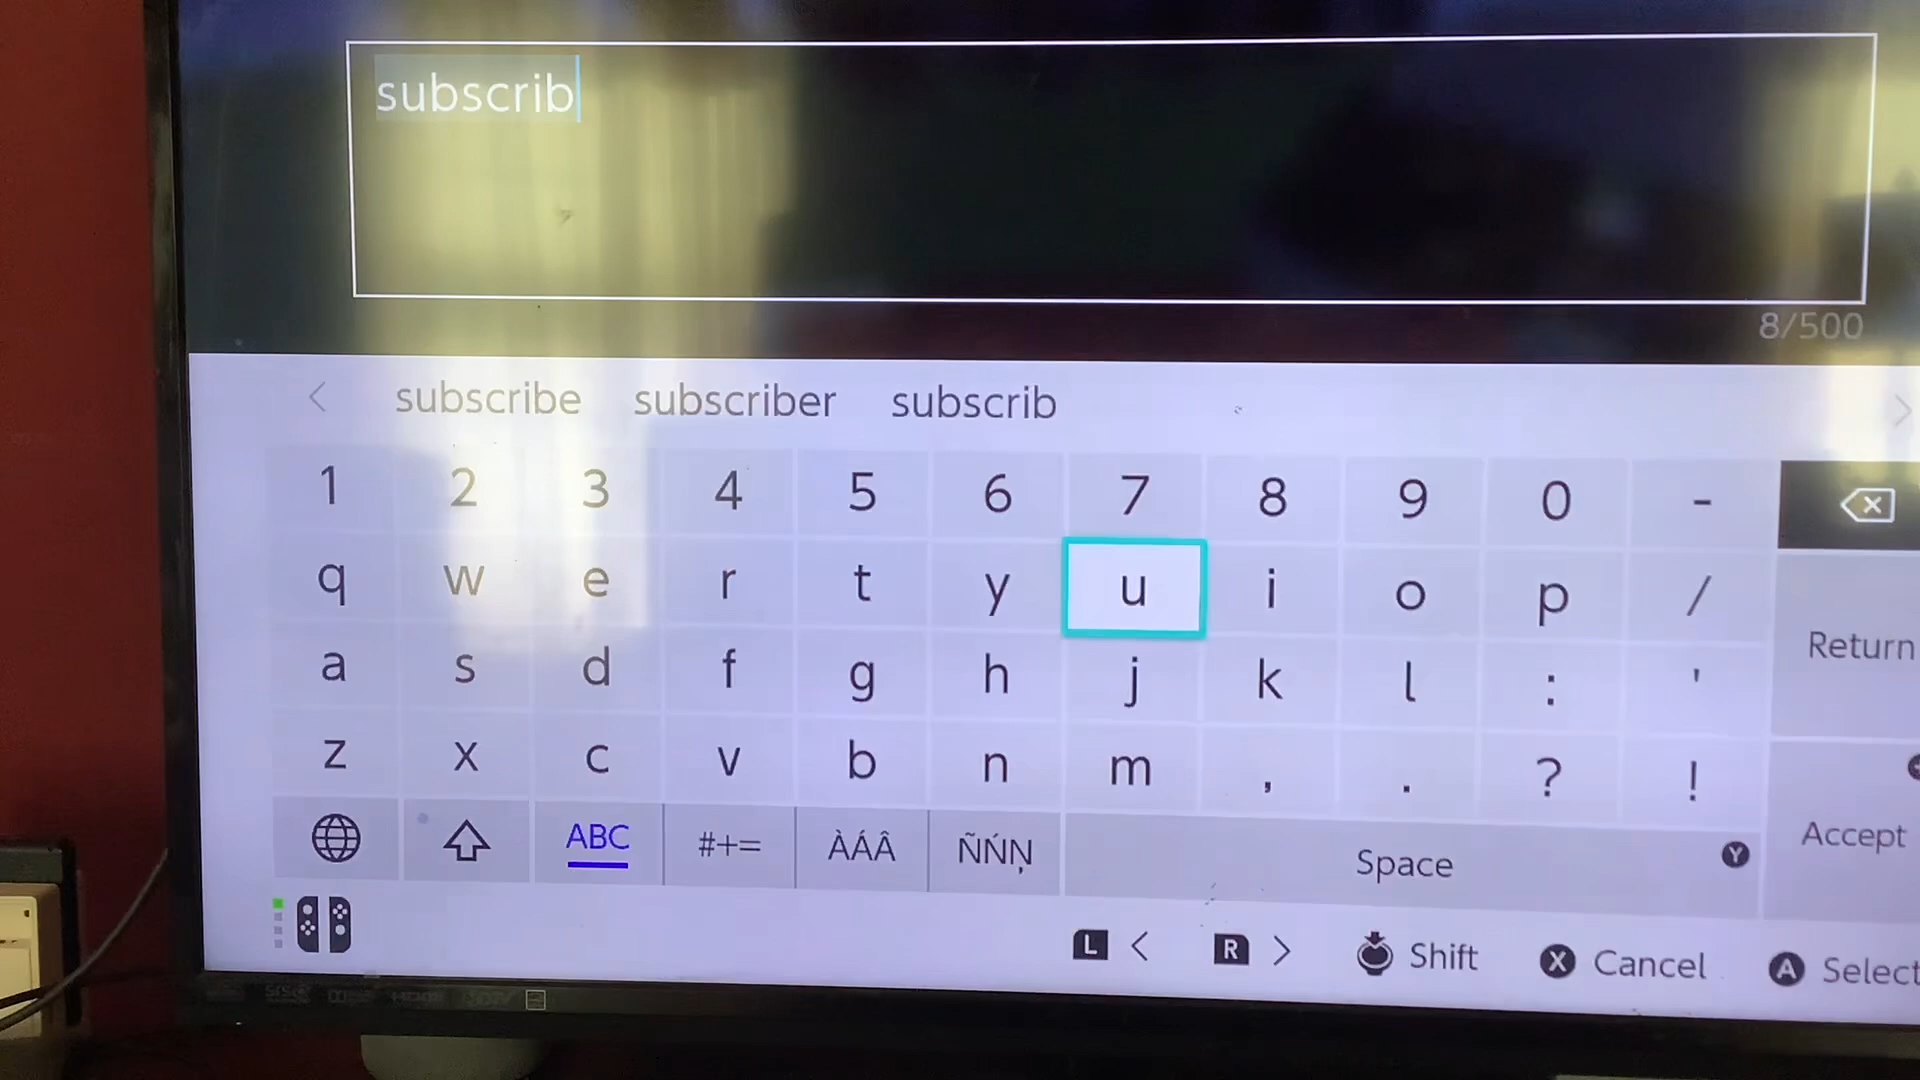 subscrib
8/500
subscribe subscriber subscrib
1 2 3 4 5 6 7 8 9 0 -
q w e r t y u i o p /
Return
a s d f g h j k l : '
z x c v b n m , . ? !
ABC #+= ÀÁÂ ÑŃŅ Space Y Accept
L < R > Shift X Cancel A Select